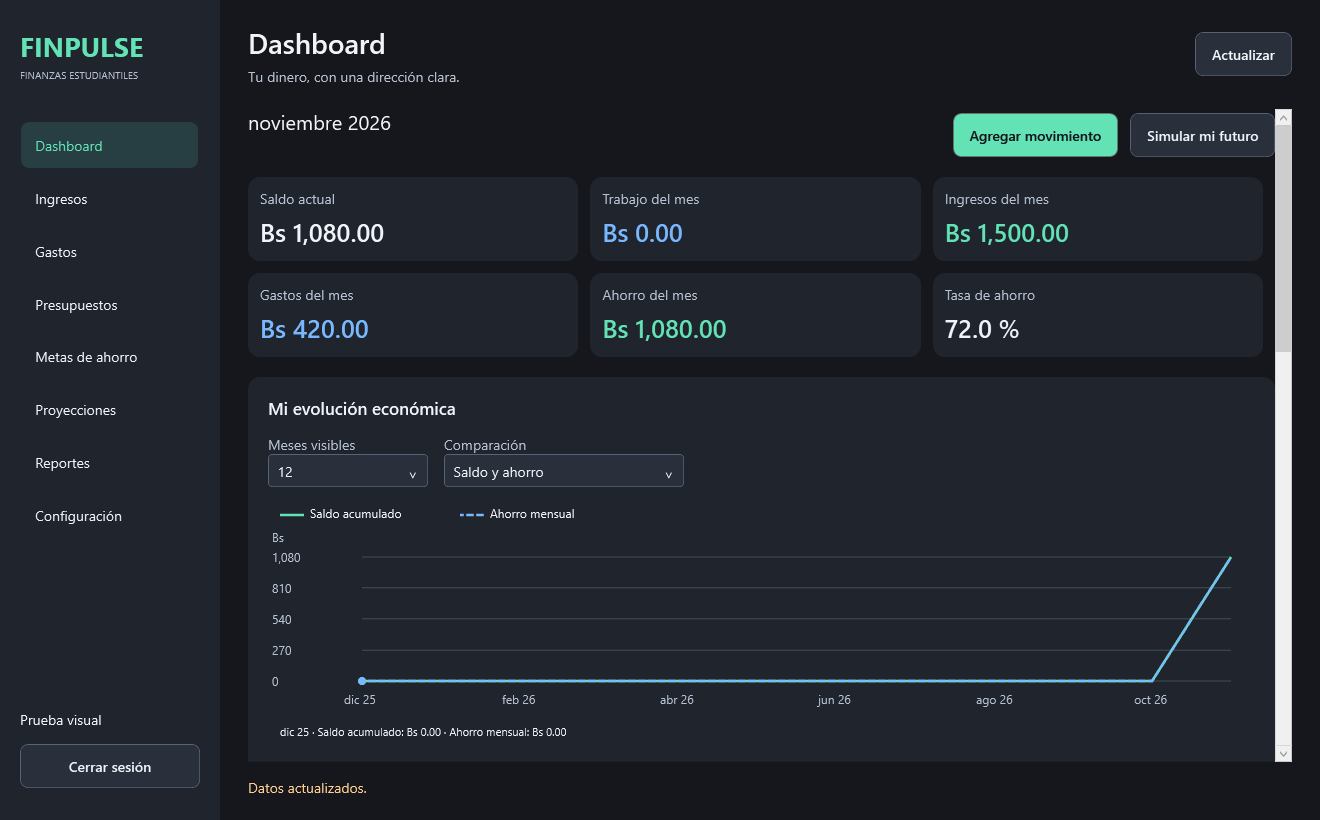 FINPULSE
FINANZAS ESTUDIANTILES
Dashboard
Ingresos
Gastos
Presupuestos
Metas de ahorro
Proyecciones
Reportes
Configuración
Prueba visual
Cerrar sesión
Dashboard
Tu dinero, con una dirección clara.
Actualizar
noviembre 2026
Agregar movimiento
Simular mi futuro
Saldo actual
Bs 1,080.00
Trabajo del mes
Bs 0.00
Ingresos del mes
Bs 1,500.00
Gastos del mes
Bs 420.00
Ahorro del mes
Bs 1,080.00
Tasa de ahorro
72.0 %
Mi evolución económica
Meses visibles
12
Comparación
Saldo y ahorro
Saldo acumulado
Ahorro mensual
Bs
1,080
810
540
270
0
dic 25
feb 26
abr 26
jun 26
ago 26
oct 26
dic 25 · Saldo acumulado: Bs 0.00 · Ahorro mensual: Bs 0.00
Datos actualizados.